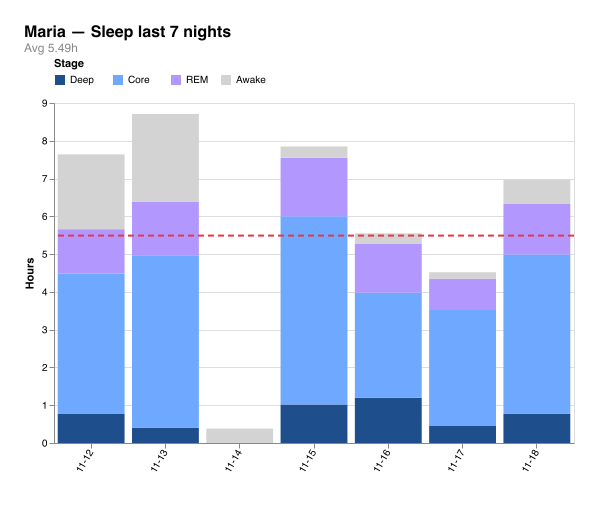 Maria — Sleep last 7 nights
Avg 5.49h
Stage
Deep Core REM Awake
9
8
7
6
5
4
3
2
1
0
Hours
11-12 11-13 11-14 11-15 11-16 11-17 11-18